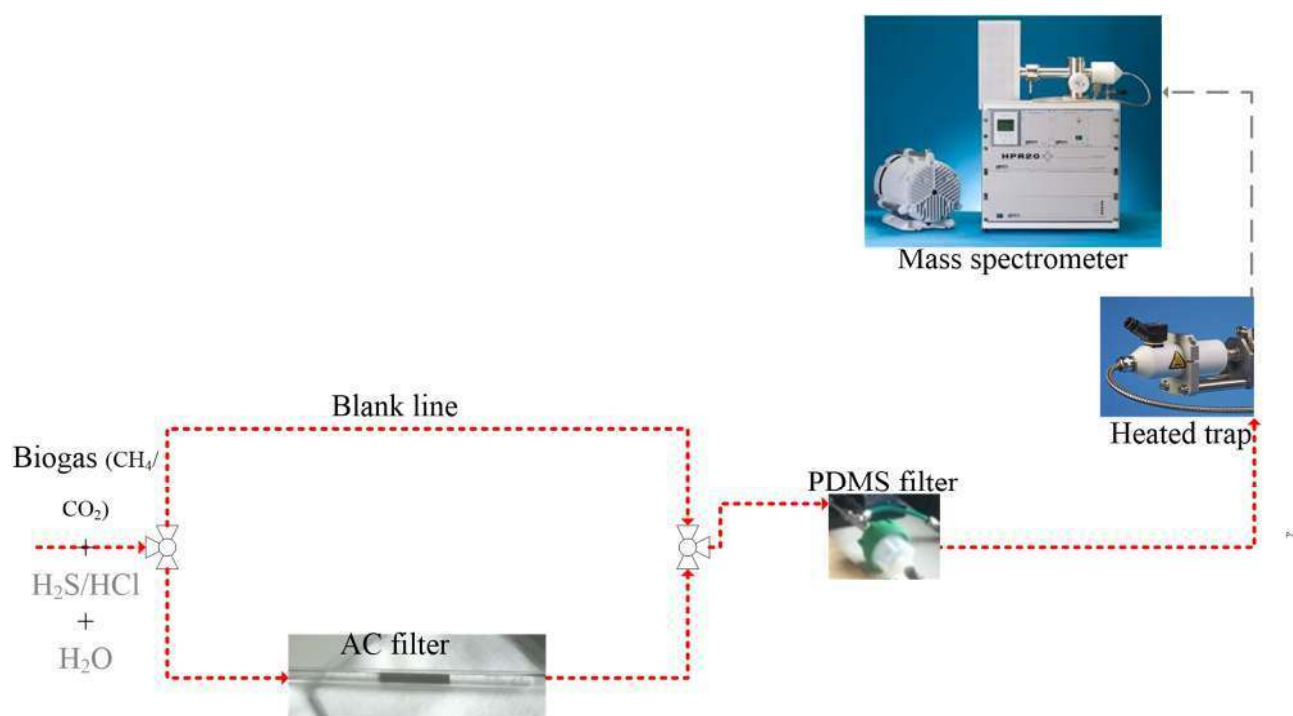 HPR20
Mass spectrometer
Heated trap
Blank line
Biogas (CH₄/
CO₂)
+
H₂S/HCl
+
H₂O
PDMS filter
AC filter